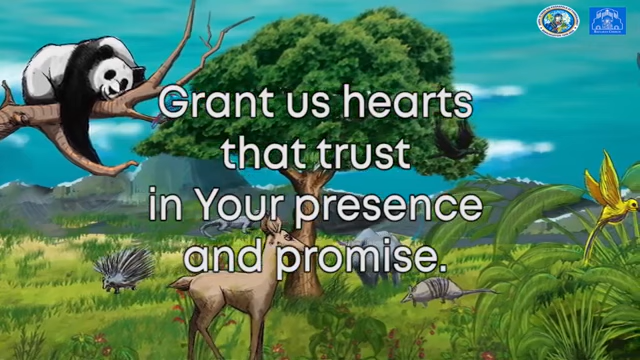 Grant us hearts
that trust
in Your presence
and promise.